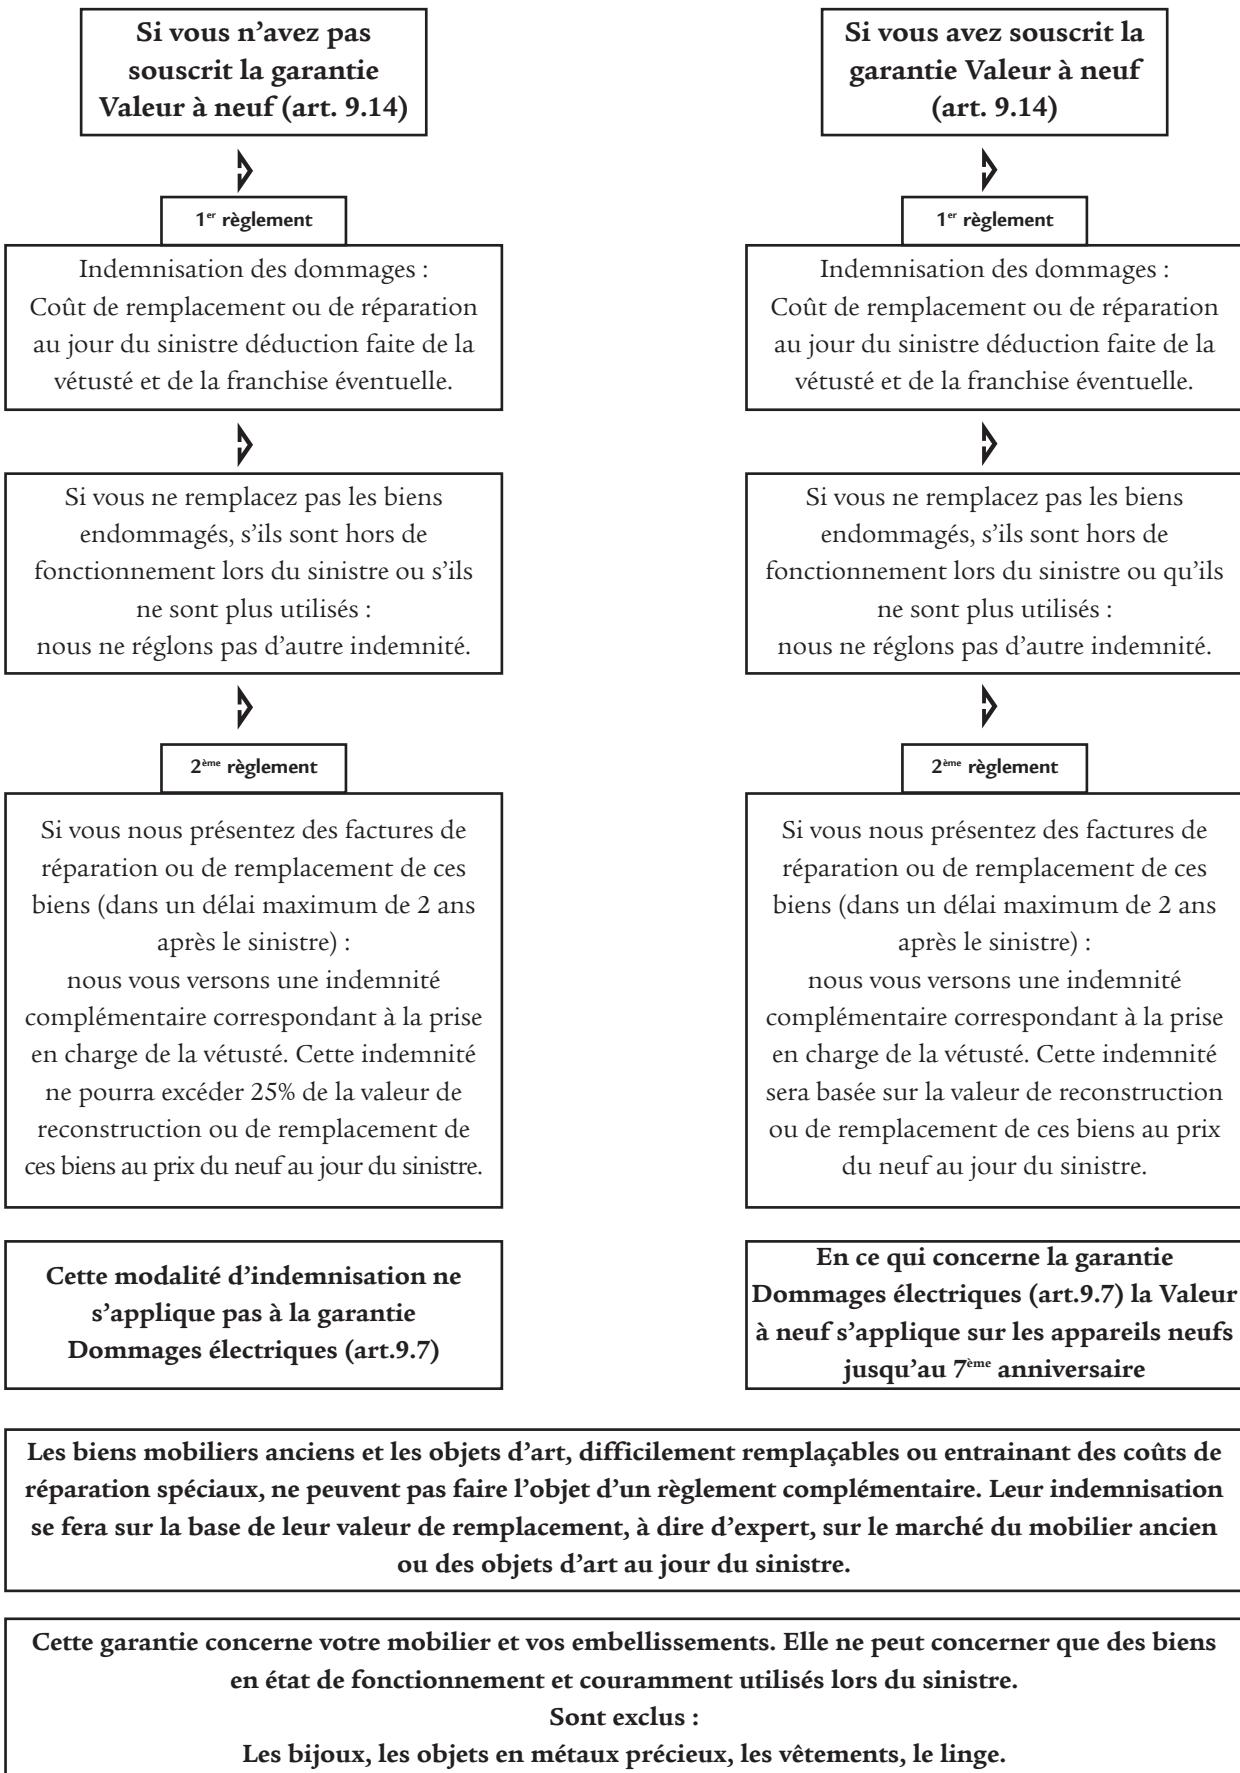 Si vous n’avez pas
souscrit la garantie
Valeur à neuf (art. 9.14)
1er règlement
Indemnisation des dommages :
Coût de remplacement ou de réparation
au jour du sinistre déduction faite de la
vétusté et de la franchise éventuelle.
Si vous ne remplacez pas les biens
endommagés, s’ils sont hors de
fonctionnement lors du sinistre ou s’ils
ne sont plus utilisés :
nous ne réglons pas d’autre indemnité.
2ème règlement
Si vous nous présentez des factures de
réparation ou de remplacement de ces
biens (dans un délai maximum de 2 ans
après le sinistre) :
nous vous versons une indemnité
complémentaire correspondant à la prise
en charge de la vétusté. Cette indemnité
ne pourra excéder 25% de la valeur de
reconstruction ou de remplacement de
ces biens au prix du neuf au jour du sinistre.
Cette modalité d’indemnisation ne
s’applique pas à la garantie
Dommages électriques (art.9.7)
Si vous avez souscrit la
garantie Valeur à neuf
(art. 9.14)
1er règlement
Indemnisation des dommages :
Coût de remplacement ou de réparation
au jour du sinistre déduction faite de la
vétusté et de la franchise éventuelle.
Si vous ne remplacez pas les biens
endommagés, s’ils sont hors de
fonctionnement lors du sinistre ou qu’ils
ne sont plus utilisés :
nous ne réglons pas d’autre indemnité.
2ème règlement
Si vous nous présentez des factures de
réparation ou de remplacement de ces
biens (dans un délai maximum de 2 ans
après le sinistre) :
nous vous versons une indemnité
complémentaire correspondant à la prise
en charge de la vétusté. Cette indemnité
sera basée sur la valeur de reconstruction
ou de remplacement de ces biens au prix
du neuf au jour du sinistre.
En ce qui concerne la garantie
Dommages électriques (art.9.7) la Valeur
à neuf s’applique sur les appareils neufs
jusqu’au 7ème anniversaire
Les biens mobiliers anciens et les objets d’art, difficilement remplaçables ou entrainant des coûts de
réparation spéciaux, ne peuvent pas faire l’objet d’un règlement complémentaire. Leur indemnisation
se fera sur la base de leur valeur de remplacement, à dire d’expert, sur le marché du mobilier ancien
ou des objets d’art au jour du sinistre.
Cette garantie concerne votre mobilier et vos embellissements. Elle ne peut concerner que des biens
en état de fonctionnement et couramment utilisés lors du sinistre.
Sont exclus :
Les bijoux, les objets en métaux précieux, les vêtements, le linge.